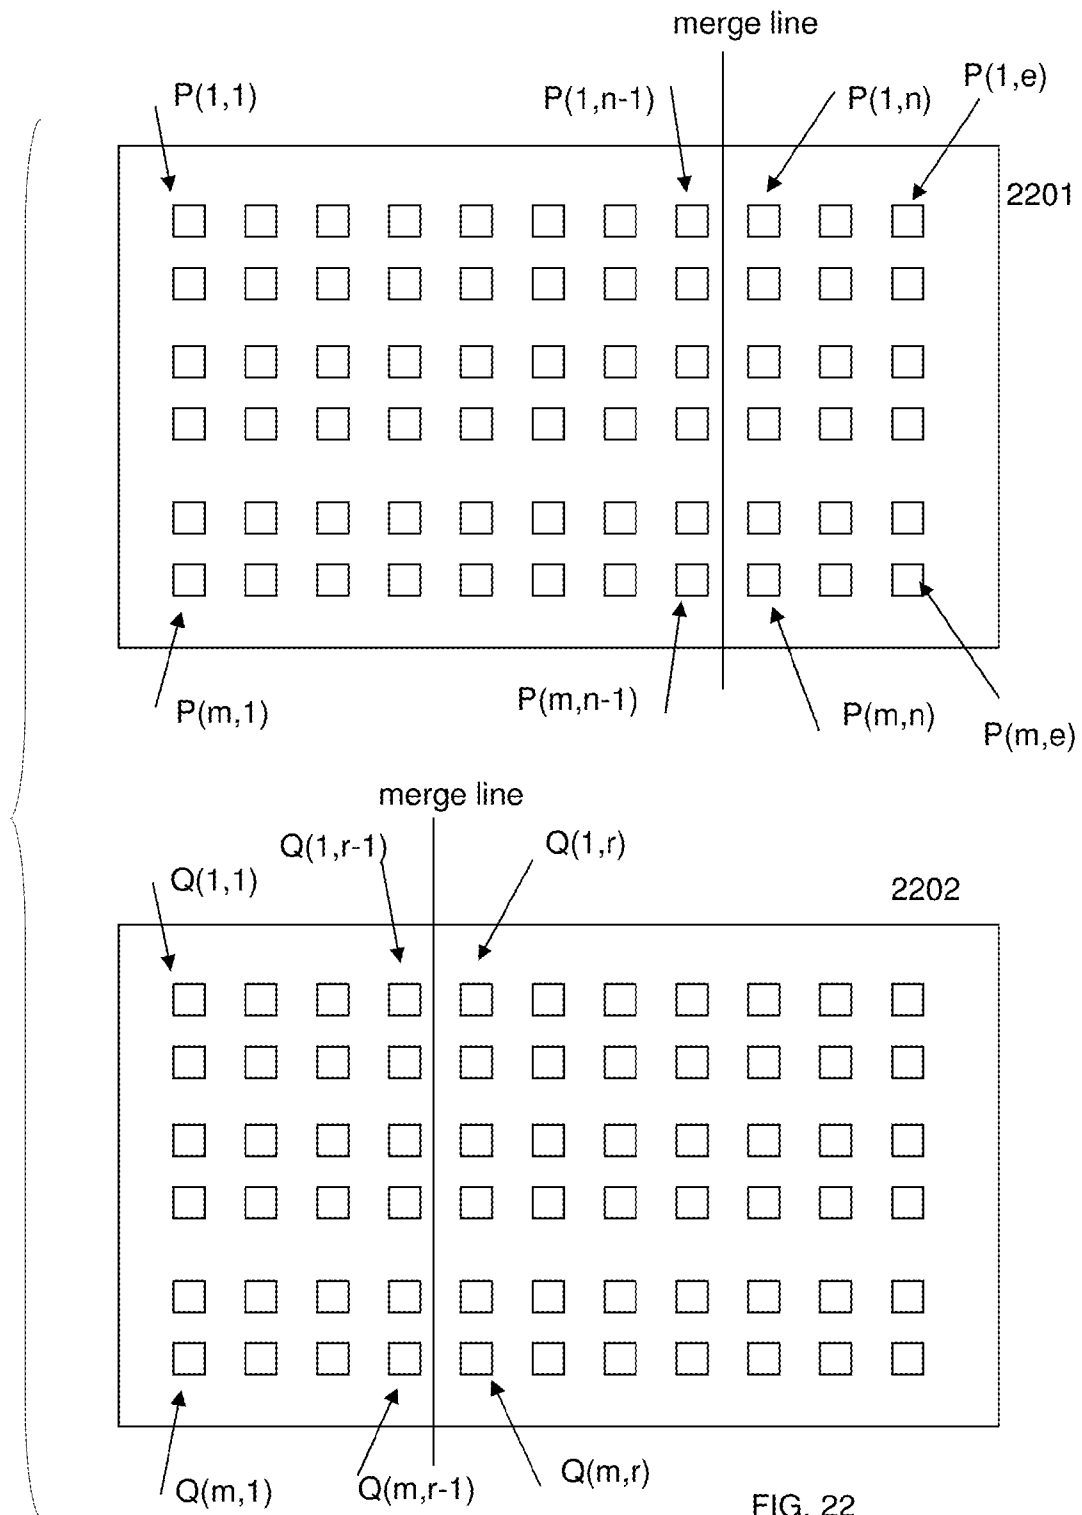 merge line
P(1,1)
P(1,n-1)
P(1,n)
P(1,e)
2201
P(m,1)
P(m,n-1)
P(m,n)
P(m,e)
merge line
Q(1,1)
Q(1,r-1)
Q(1,r)
2202
Q(m,1)
Q(m,r-1)
Q(m,r)
FIG. 22